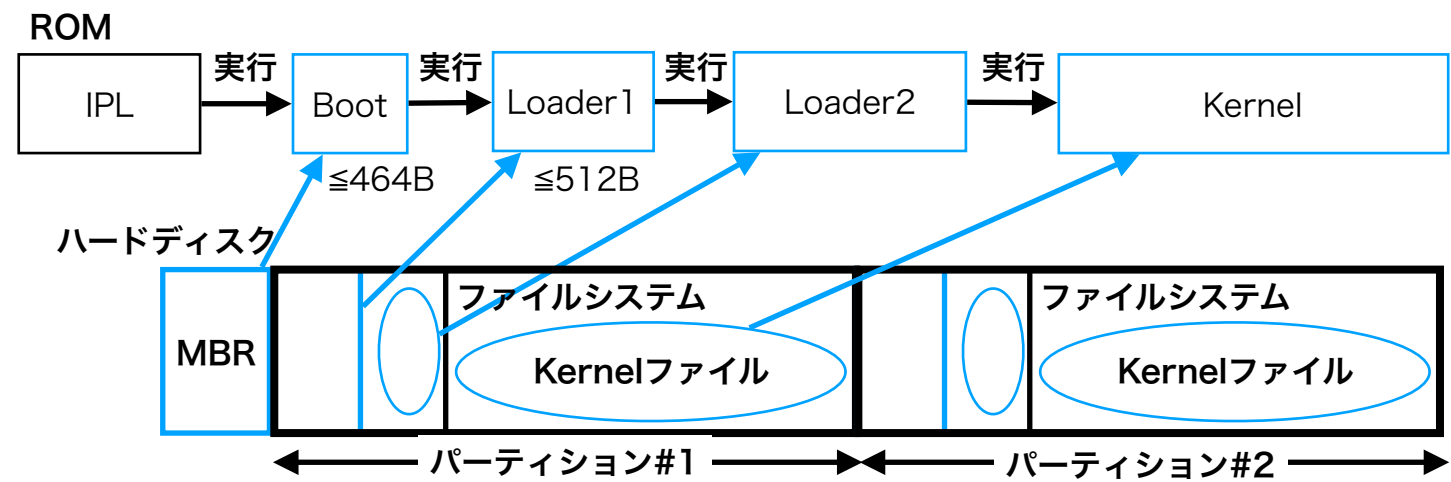 ROM
実行
実行
実行
実行
IPL
Boot
Loader1
Loader2
Kernel
≦464B
≦512B
ハードディスク
MBR
ファイルシステム
Kernelファイル
ファイルシステム
Kernelファイル
パーティション#1
パーティション#2